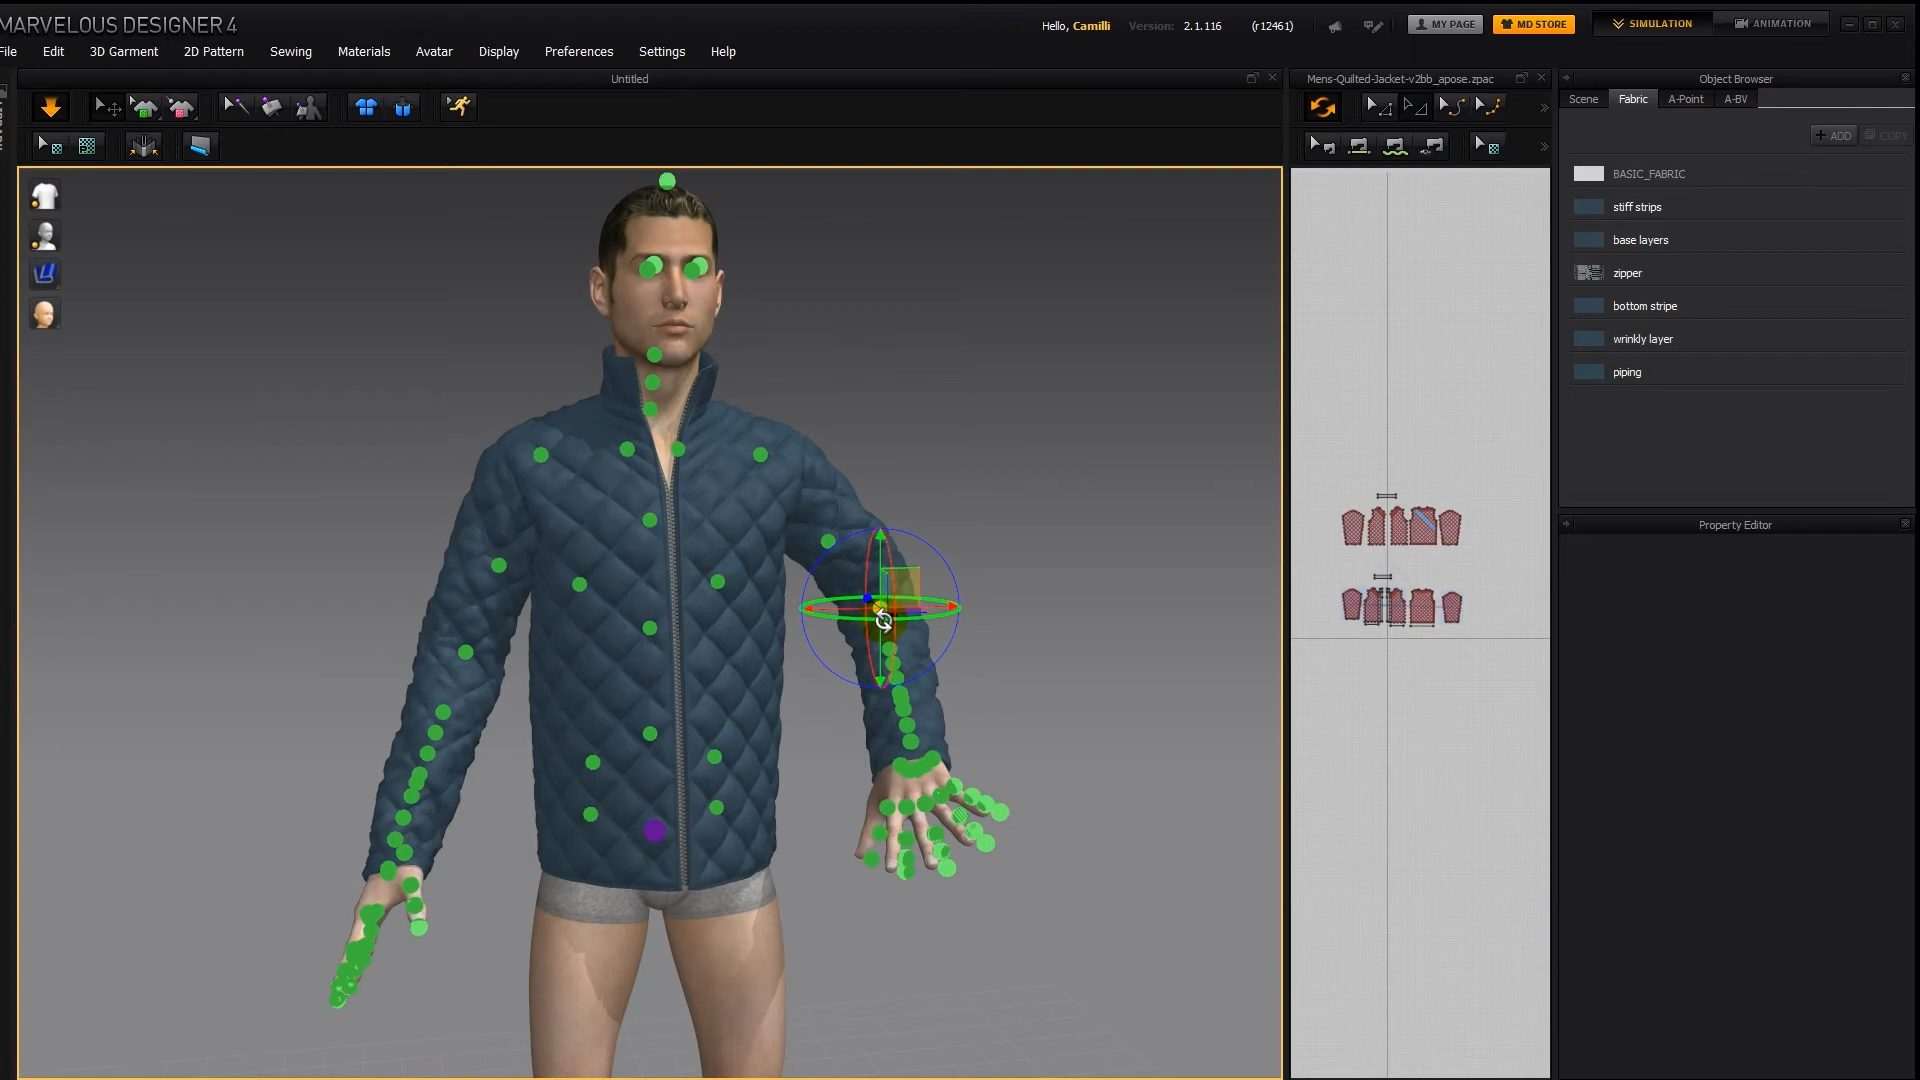 MARVELOUS DESIGNER 4
Hello, Camilli
Version: 2.1.116 (r12461)
MY PAGE
MD STORE
SIMULATION
ANIMATION
File Edit 3D Garment 2D Pattern Sewing Materials Avatar Display Preferences Settings Help
Untitled
Mens-Quilted-Jacket-v2bb_apose.zpac
Object Browser
Scene Fabric A-Point A-BV
+ ADD
COPY
BASIC_FABRIC
stiff strips
base layers
zipper
bottom stripe
wrinkly layer
piping
Property Editor